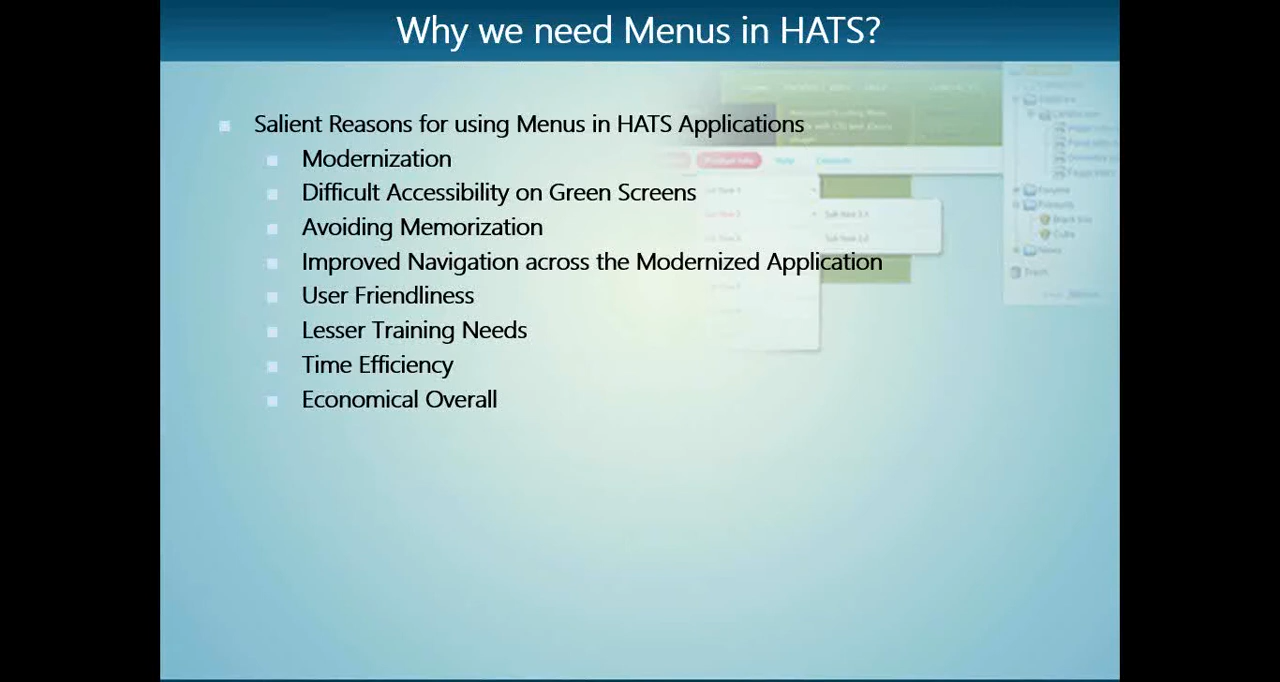 Why we need Menus in HATS?
Salient Reasons for using Menus in HATS Applications
Modernization
Difficult Accessibility on Green Screens
Avoiding Memorization
Improved Navigation across the Modernized Application
User Friendliness
Lesser Training Needs
Time Efficiency
Economical Overall